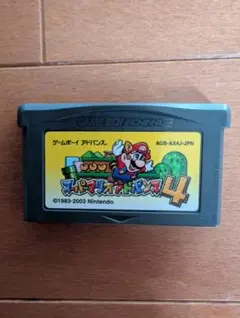 GAME BOY ADVANCE
ゲームボーイ アドバンス
AGB-AX4J-JPN
スーパーマリオアドバンス4
©1983-2003 Nintendo